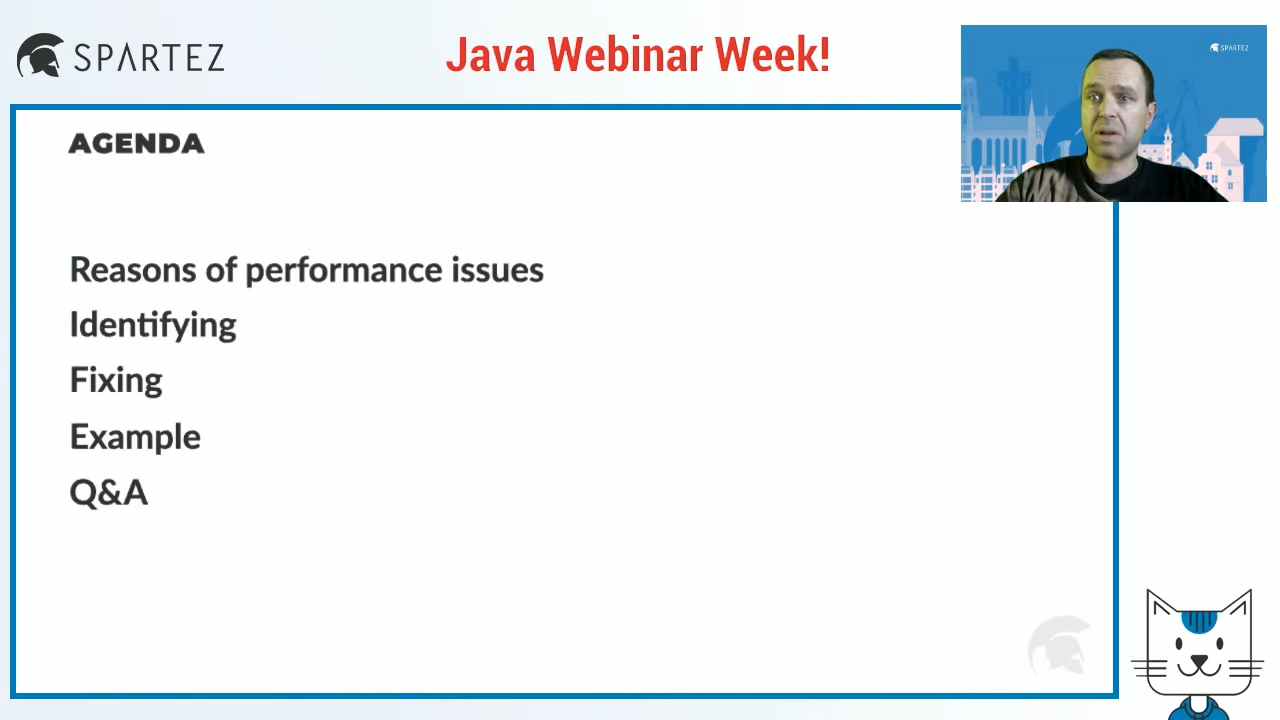 SPARTEZ
Java Webinar Week!
SPARTEZ
AGENDA
Reasons of performance issues
Identifying
Fixing
Example
Q&A